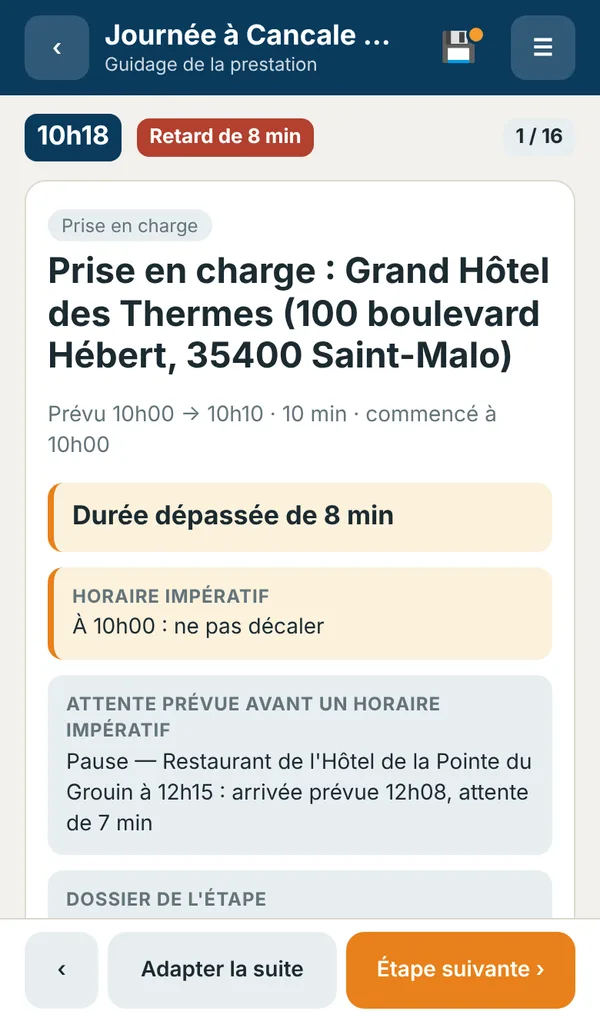 ‹
Journée à Cancale ...
Guidage de la prestation
☰
10h18
Retard de 8 min
1 / 16
Prise en charge
Prise en charge : Grand Hôtel
des Thermes (100 boulevard
Hébert, 35400 Saint-Malo)
Prévu 10h00 → 10h10 · 10 min · commencé à
10h00
Durée dépassée de 8 min
HORAIRE IMPÉRATIF
À 10h00 : ne pas décaler
ATTENTE PRÉVUE AVANT UN HORAIRE
IMPÉRATIF
Pause — Restaurant de l'Hôtel de la Pointe du
Grouin à 12h15 : arrivée prévue 12h08, attente
de 7 min
DOSSIER DE L'ÉTAPE
‹
Adapter la suite
Étape suivante ›